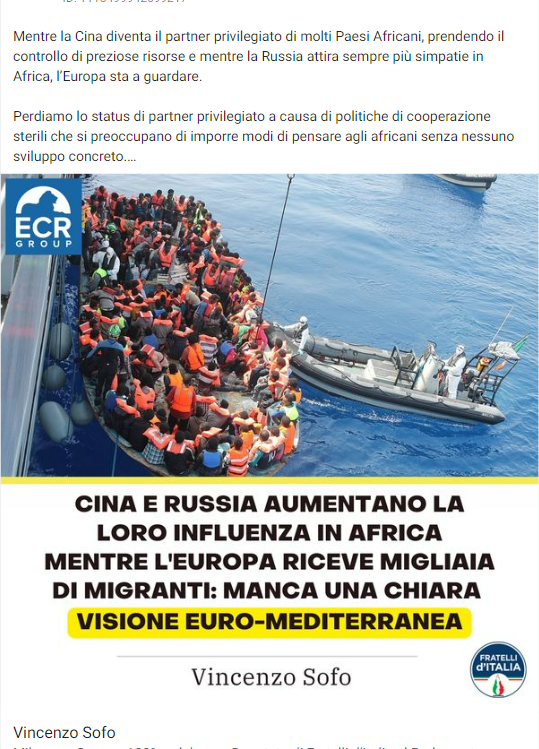 Mentre la Cina diventa il partner privilegiato di molti Paesi Africani, prendendo il
controllo di preziose risorse e mentre la Russia attira sempre più simpatie in
Africa, l'Europa sta a guardare.
Perdiamo lo status di partner privilegiato a causa di politiche di cooperazione
sterili che si preoccupano di imporre modi di pensare agli africani senza nessuno
sviluppo concreto....
ECR
GROUP
CINA E RUSSIA AUMENTANO LA
LORO INFLUENZA IN AFRICA
MENTRE L'EUROPA RICEVE MIGLIAIA
DI MIGRANTI: MANCA UNA CHIARA
VISIONE EURO-MEDITERRANEA
Vincenzo Sofo
FRATELLI
d'ITALIA
Vincenzo Sofo